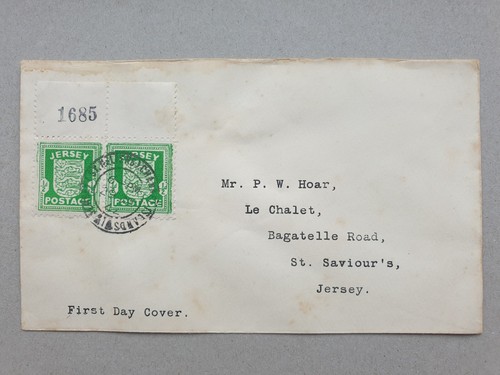 1685
JERSEY JERSEY
POSTAGE POSTAGE
Mr. P. W. Hoar,
Le Chalet,
Bagatelle Road,
St. Saviour's,
Jersey.
First Day Cover.